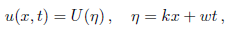 u(x,t) = U(η), η = kx + wt,